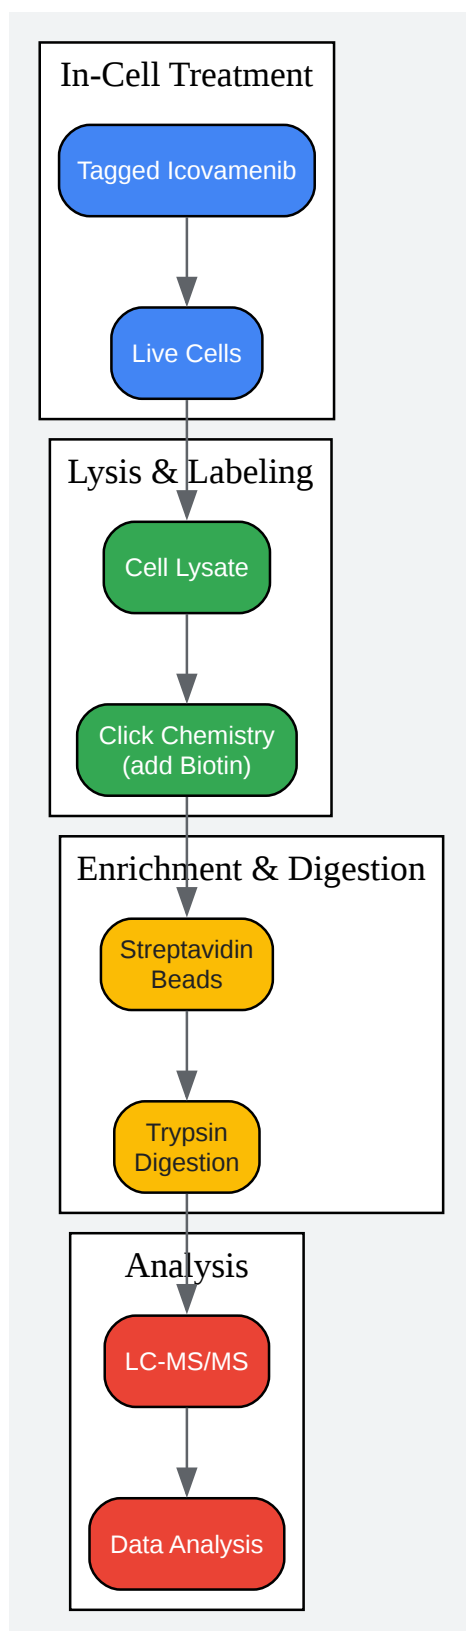 In-Cell Treatment
Tagged Icovamenib
Live Cells
Lysis & Labeling
Cell Lysate
Click Chemistry
(add Biotin)
Enrichment & Digestion
Streptavidin
Beads
Trypsin
Digestion
Analysis
LC-MS/MS
Data Analysis